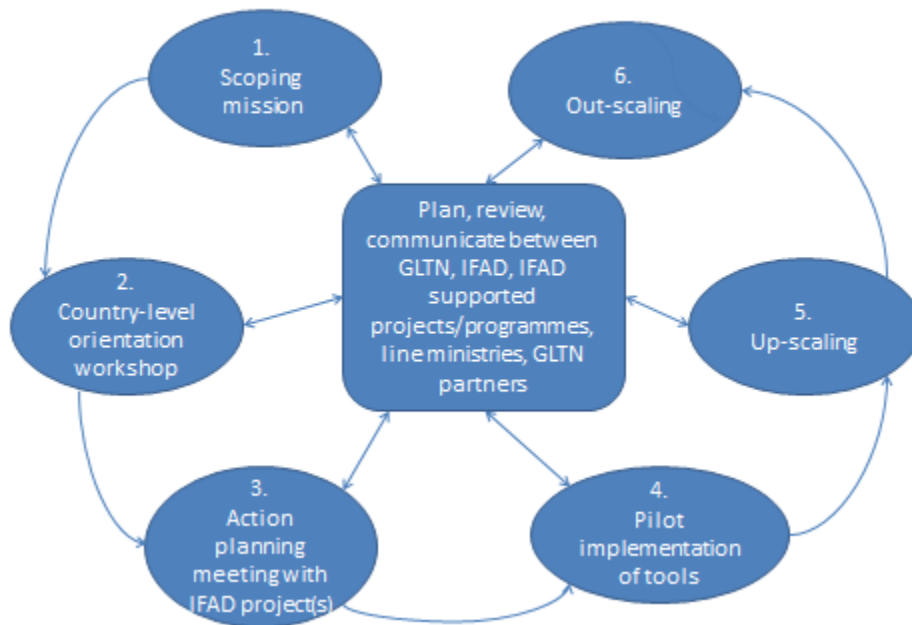 1.
Scoping
mission
6.
Out-scaling
Plan, review,
communicate between
GLTN, IFAD, IFAD
supported
projects/programmes,
line ministries, GLTN
partners
2.
Country-level
orientation
workshop
5.
Up-scaling
3.
Action
planning
meeting with
IFAD project(s)
4.
Pilot
implementation
of tools